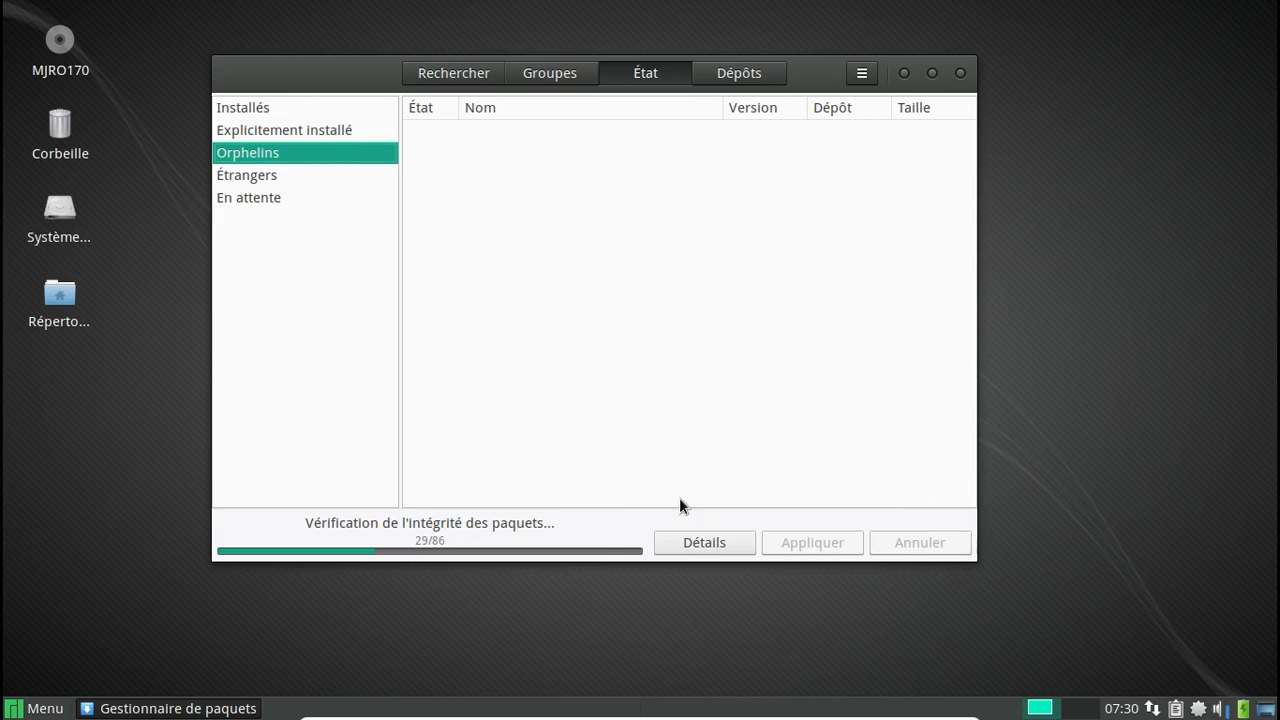 MJRO170
Corbeille
Système...
Réperto...
Rechercher Groupes État Dépôts
Installés
Explicitement installé
Orphelins
Étrangers
En attente
État Nom Version Dépôt Taille
Vérification de l'intégrité des paquets...
29/86
Détails Appliquer Annuler
Menu Gestionnaire de paquets 07:30